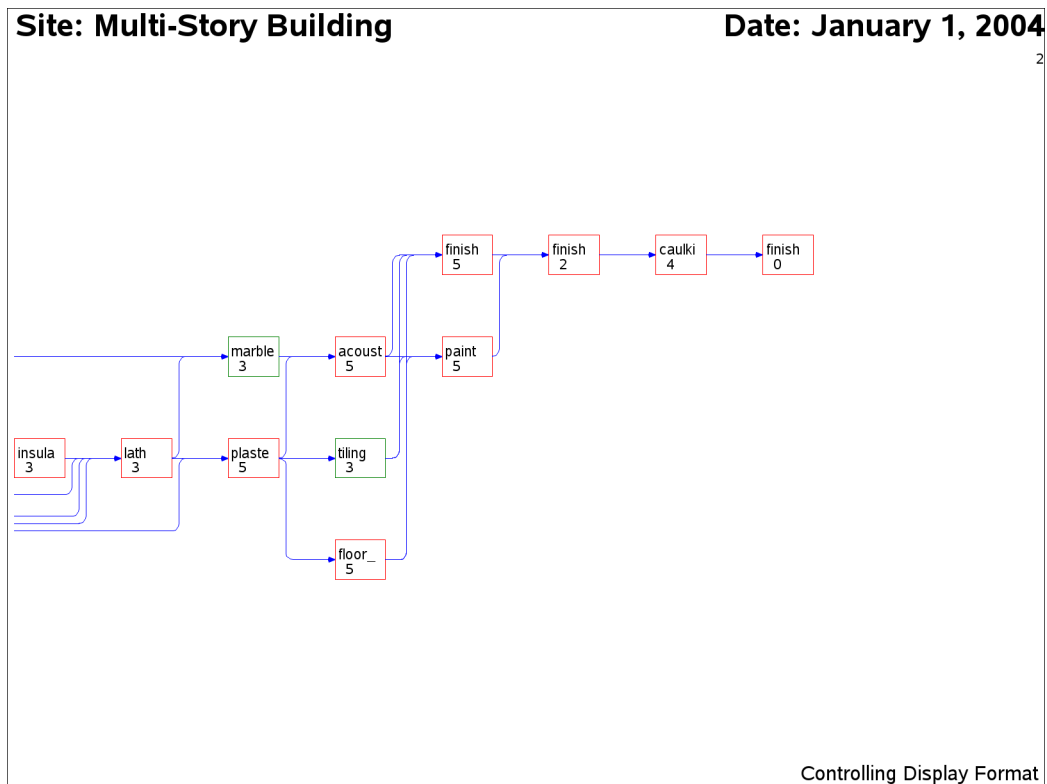 Site: Multi-Story Building
Date: January 1, 2004
2
finish
5
finish
2
caulki
4
finish
0
marble
3
acoust
5
paint
5
insula
3
lath
3
plaste
5
tiling
3
floor_
5
Controlling Display Format